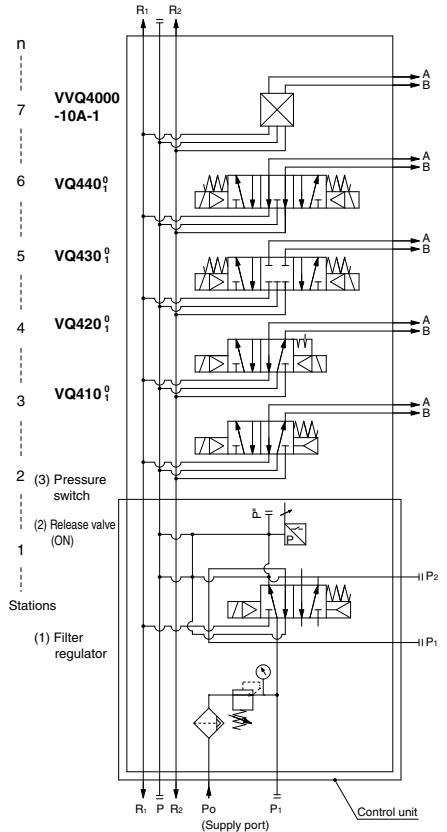 R1 R2
n
7
VVQ4000
-10A-1
A
B
6
VQ440 0 1
A
B
5
VQ430 0 1
A
B
4
VQ420 0 1
A
B
3
VQ410 0 1
A
B
2
(3) Pressure
switch
P"
P
(2) Release valve
(ON)
1
P2
Stations
(1) Filter
regulator
P1
R1 P R2 Po P1
(Supply port)
Control unit